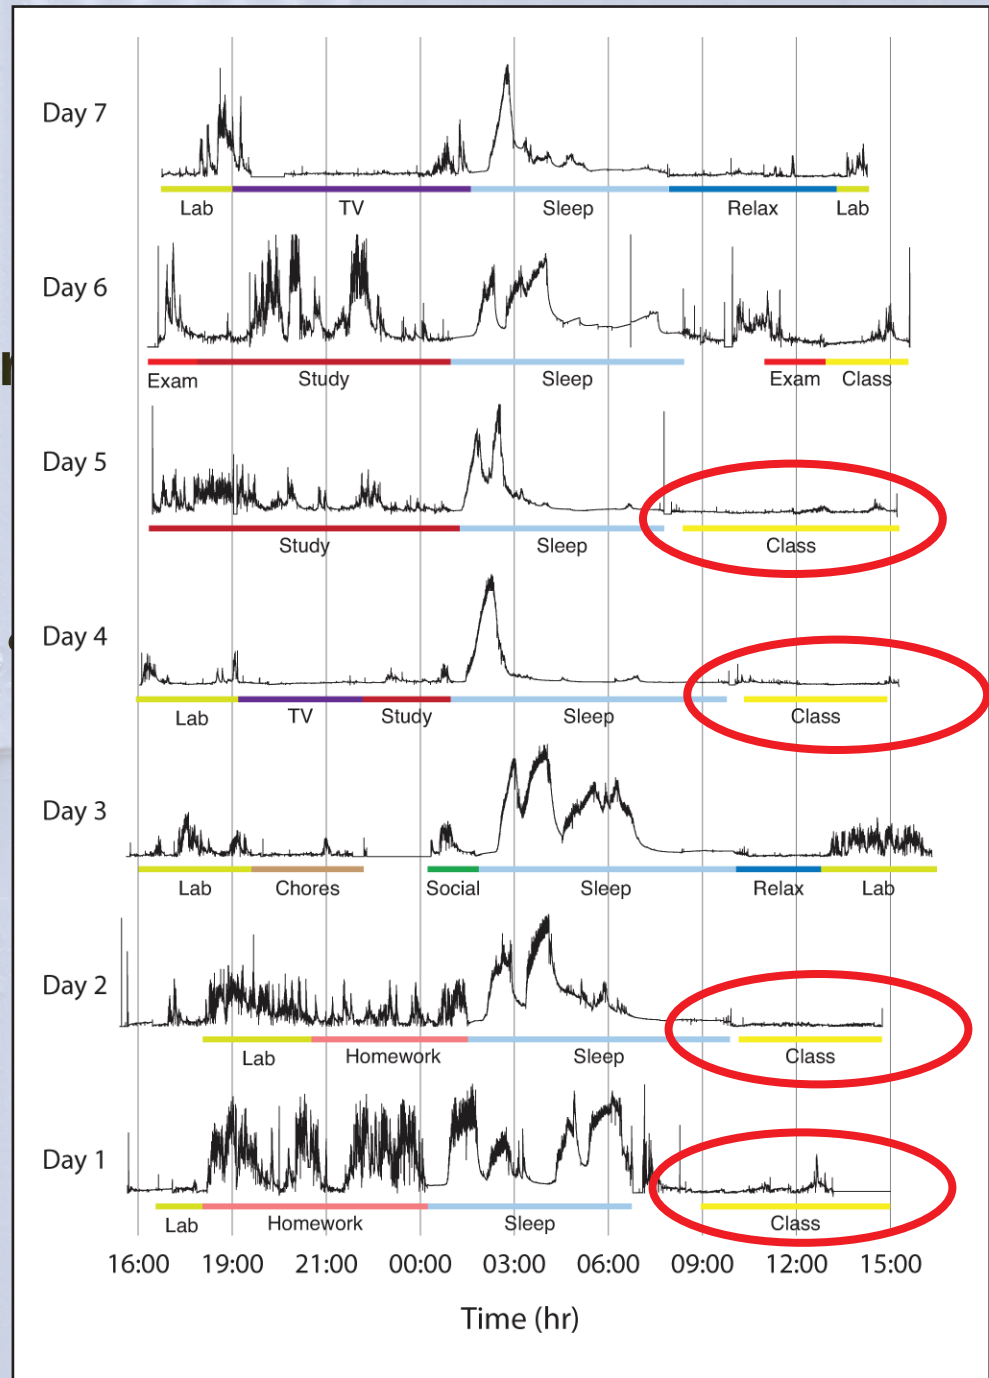 Day 7
Lab TV Sleep Relax Lab
Day 6
Exam Study Sleep Exam Class
Day 5
Study Sleep Class
Day 4
Lab TV Study Sleep Class
Day 3
Lab Chores Social Sleep Relax Lab
Day 2
Lab Homework Sleep Class
Day 1
Lab Homework Sleep Class
16:00 19:00 21:00 00:00 03:00 06:00 09:00 12:00 15:00
Time (hr)